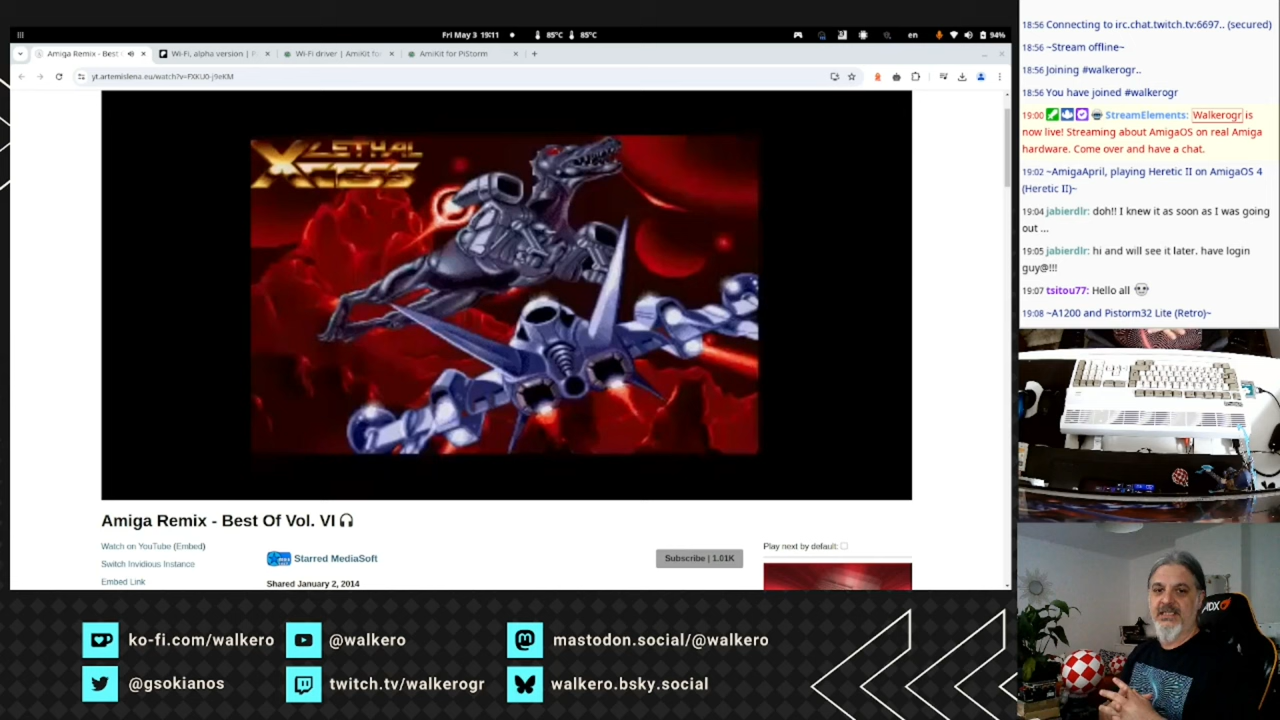 Fri May 3 19:11
85°C
85°C
en
94%
Amiga Remix - Best
Wi-Fi, alpha version | P
Wi-Fi driver | AmiKit fo
AmiKit for PiStorm
yt.artemislena.eu/watch?v=FXKU0-j9eKM
LETHAL
XCESS
Amiga Remix - Best Of Vol. VI
Watch on YouTube (Embed)
Switch Invidious Instance
Embed Link
Starred MediaSoft
Shared January 2, 2014
Subscribe | 1.01K
Play next by default:
18:56 Connecting to irc.chat.twitch.tv:6697.. (secured)
18:56 ~Stream offline~
18:56 Joining #walkerogr..
18:56 You have joined #walkerogr
19:00 StreamElements: Walkerogr is
now live! Streaming about AmigaOS on real Amiga
hardware. Come over and have a chat.
19:02 ~AmigaApril, playing Heretic II on AmigaOS 4
(Heretic II)~
19:04 jabierdlr: doh!! I knew it as soon as I was going
out ...
19:05 jabierdlr: hi and will see it later. have login
guy@!!!
19:07 tsitou77: Hello all
19:08 ~A1200 and Pistorm32 Lite (Retro)~
ko-fi.com/walkero
@walkero
mastodon.social/@walkero
@gsokianos
twitch.tv/walkerogr
walkero.bsky.social